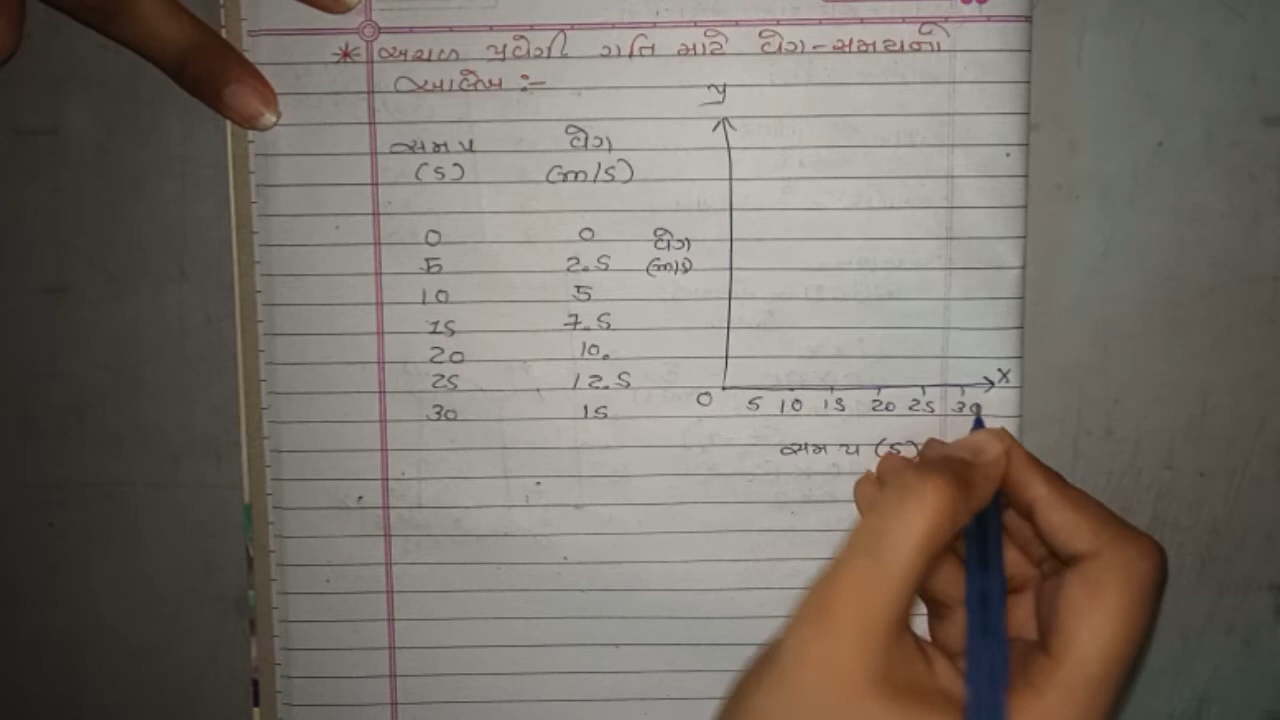 * અચળ પ્રવેગી ગતિ માટે વેગ-સમયનો
આલેખ :-
સમય વેગ
(s) (m/s)
0 0
5 2.5
10 5
15 7.5
20 10.
25 12.5
30 15
y
વેગ
(m/s)
X
0 5 10 15 20 25 30
સમય (s)